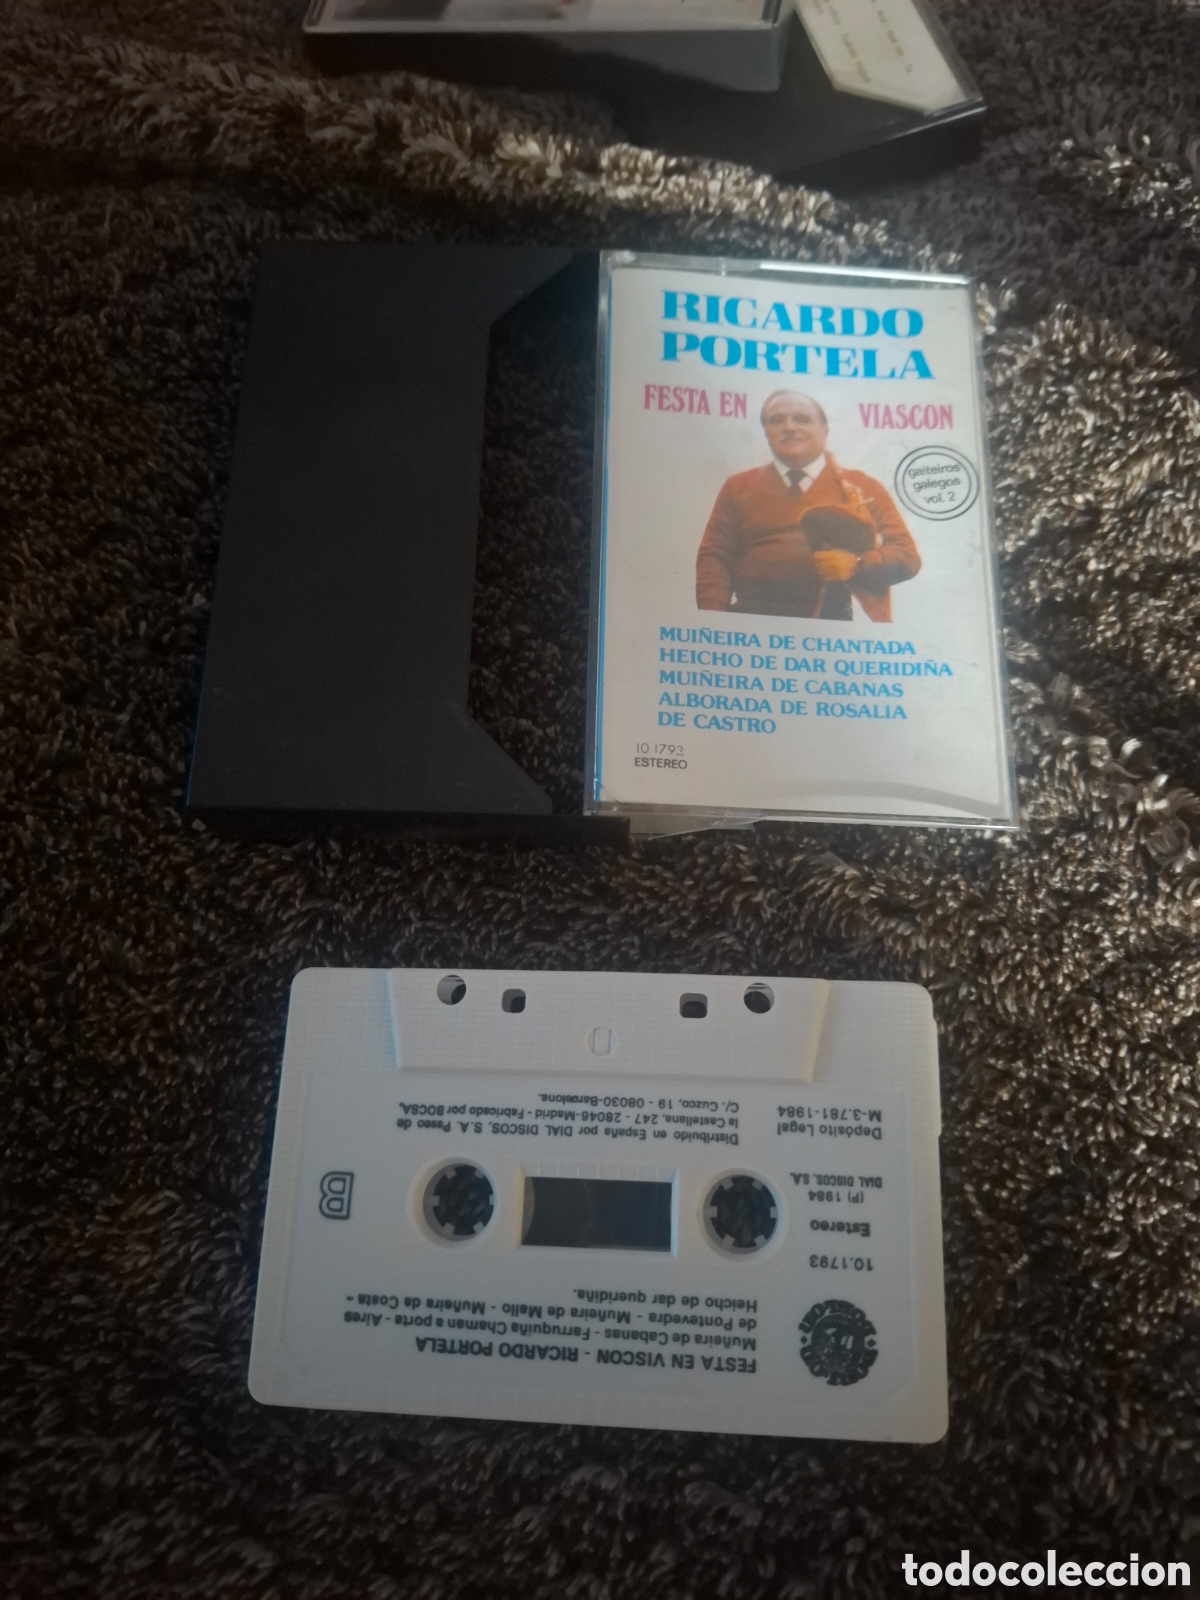 RICARDO
PORTELA
FESTA EN VIASCON
gaiteiros
galegos
vol. 2
MUIÑEIRA DE CHANTADA
HEICHO DE DAR QUERIDIÑA
MUIÑEIRA DE CABANAS
ALBORADA DE ROSALIA
DE CASTRO
10.1793
ESTEREO
FESTA EN VISCON - RICARDO PORTELA
Muñeira de Cabanas - Farruquiña Chaman a porta - Aires
de Pontevedra - Muñeira de Mallo - Muñeira da Costa -
Heicho de dar queridiña.
10.1793
Estereo
(P) 1984
DIAL DISCOS, S.A.
B
Depósito Legal
M-3.781-1984
Distribuido en España por DIAL DISCOS, S.A. Paseo de
la Castellana, 247 - 28046-Madrid - Fabricado por BOCSA,
C/. Cuzco, 19 - 08030-Barcelona.
todocoleccion